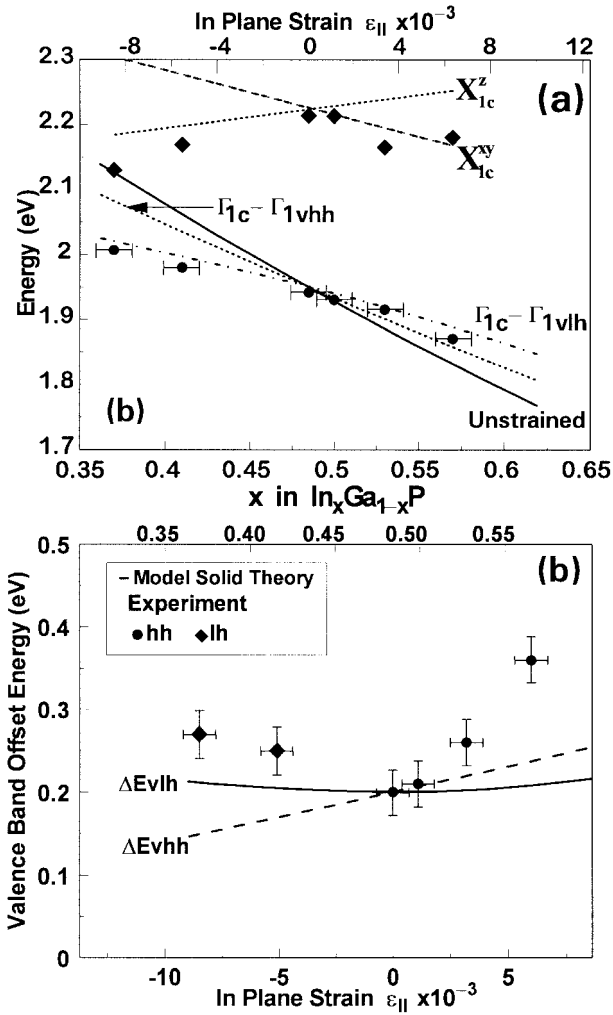 In Plane Strain ε|| x10⁻³
-8 -4 0 4 8 12
2.3
2.2
2.1
2
1.9
1.8
1.7
Energy (eV)
(a)
X₁cᶻ
X₁cˣʸ
Γ₁c– Γ₁vhh
Γ₁c– Γ₁vlh
(b)
Unstrained
0.35 0.4 0.45 0.5 0.55 0.6 0.65
x in InₓGa₁₋ₓP
0.35 0.40 0.45 0.50 0.55
0.5
0.4
0.3
0.2
0.1
0
Valence Band Offset Energy (eV)
(b)
– Model Solid Theory
Experiment
hh lh
ΔEvlh
ΔEvhh
-10 -5 0 5
In Plane Strain ε|| x10⁻³